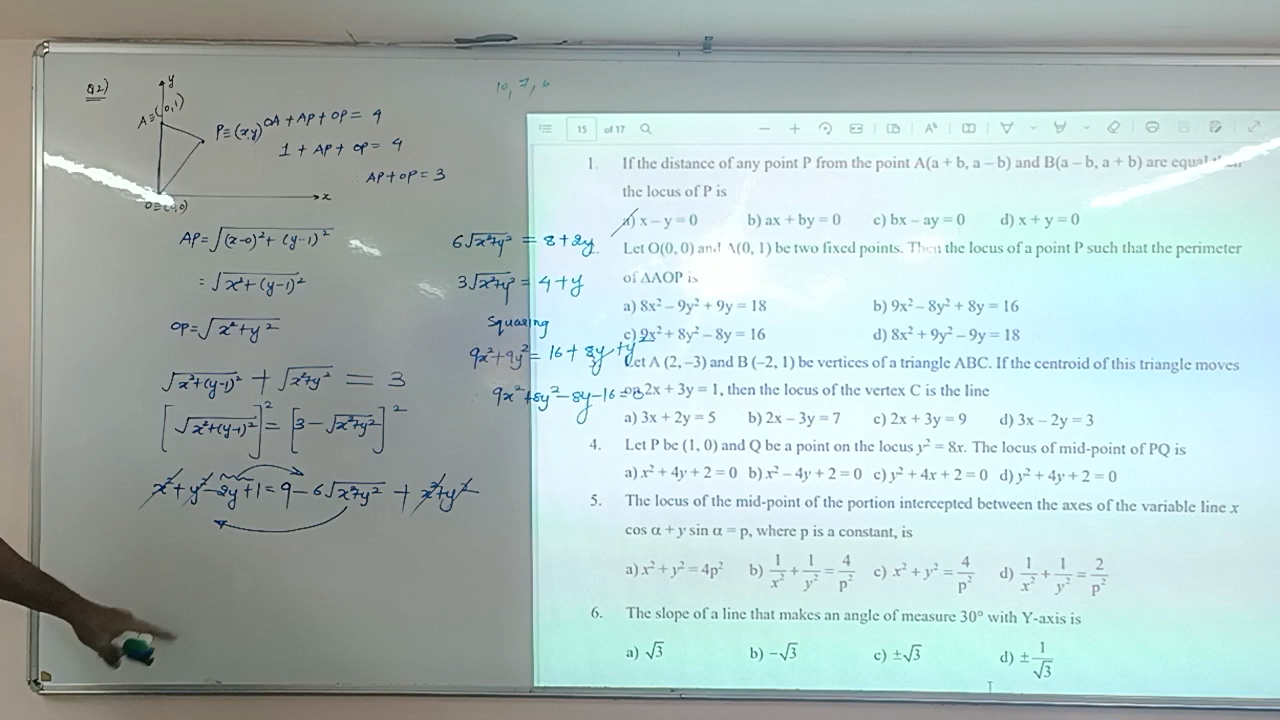 Q2)
y
A≡(0,1)
P≡(x,y)
x
O≡(0,0)
OA + AP + OP = 4
1 + AP + OP = 4
AP + OP = 3
AP = √(x-0)² + (y-1)²
= √x² + (y-1)²
OP = √x² + y²
√x²+(y-1)² + √x²+y² = 3
[√x²+(y-1)²]² = [3 - √x²+y²]²
x² + y² - 2y + 1 = 9 - 6√x²+y² + x²+y²
6√x²+y² = 8 + 2y
3√x²+y² = 4 + y
Squaring
9x²+9y² = 16 + 8y + y²
9x² + 8y² - 8y - 16 = 0
10, 7, 6
15 of 17
1. If the distance of any point P from the point A(a + b, a – b) and B(a – b, a + b) are equal then
the locus of P is
a) x – y = 0 b) ax + by = 0 c) bx – ay = 0 d) x + y = 0
Let O(0, 0) and A(0, 1) be two fixed points. Then the locus of a point P such that the perimeter
of ΔAOP is
a) 8x² – 9y² + 9y = 18 b) 9x² – 8y² + 8y = 16
c) 9x² + 8y² – 8y = 16 d) 8x² + 9y² – 9y = 18
Let A (2, –3) and B (–2, 1) be vertices of a triangle ABC. If the centroid of this triangle moves
on 2x + 3y = 1, then the locus of the vertex C is the line
a) 3x + 2y = 5 b) 2x – 3y = 7 c) 2x + 3y = 9 d) 3x – 2y = 3
4. Let P be (1, 0) and Q be a point on the locus y² = 8x. The locus of mid-point of PQ is
a) x² + 4y + 2 = 0 b) x² – 4y + 2 = 0 c) y² + 4x + 2 = 0 d) y² + 4y + 2 = 0
5. The locus of the mid-point of the portion intercepted between the axes of the variable line x
cos α + y sin α = p, where p is a constant, is
a) x² + y² = 4p² b) 1/x² + 1/y² = 4/p² c) x² + y² = 4/p² d) 1/x² + 1/y² = 2/p²
6. The slope of a line that makes an angle of measure 30° with Y-axis is
a) √3 b) –√3 c) ±√3 d) ± 1/√3